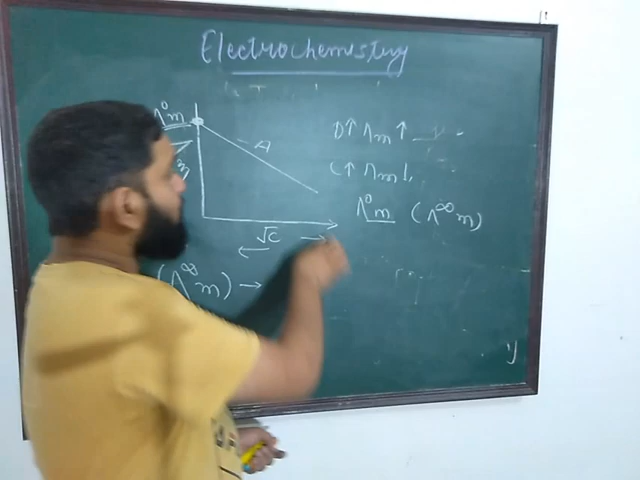 Electrochemistry
Λ°m
D↑ Λm↑
-A
C↑ Λm↓
Λ°m (Λ∞m)
√C
(Λ∞m) →